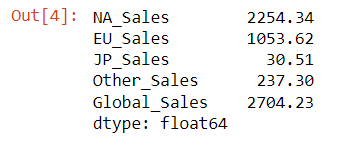 Out[4]: NA_Sales 2254.34
EU_Sales 1053.62
JP_Sales 30.51
Other_Sales 237.30
Global_Sales 2704.23
dtype: float64